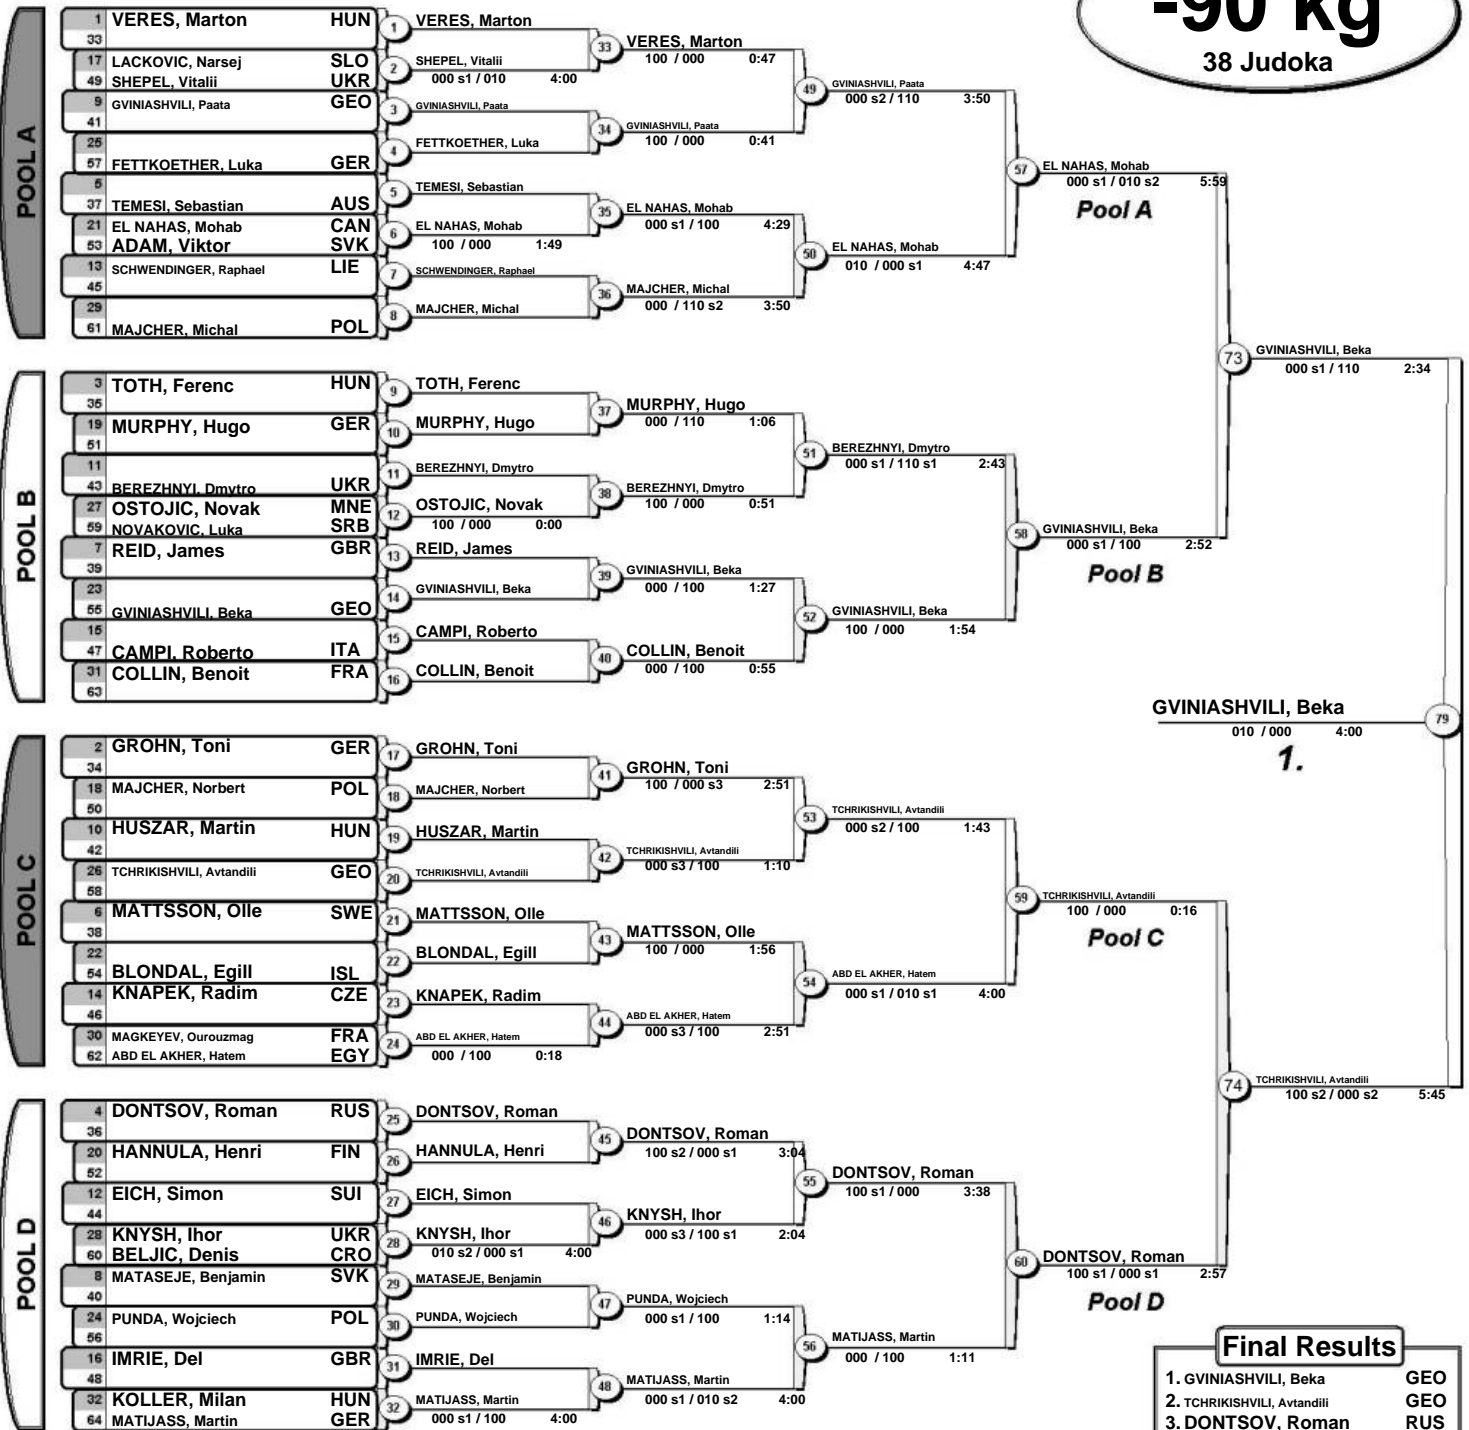 -90 kg
38 Judoka
POOL A
1 VERES, Marton HUN
33
17 LACKOVIC, Narsej SLO
49 SHEPEL, Vitalii UKR
9 GVINIASHVILI, Paata GEO
41
25
57 FETTKOETHER, Luka GER
5
37 TEMESI, Sebastian AUS
21 EL NAHAS, Mohab CAN
53 ADAM, Viktor SVK
13 SCHWENDINGER, Raphael LIE
45
29
61 MAJCHER, Michal POL
1 VERES, Marton
2 SHEPEL, Vitalii
000 s1 / 010 4:00
3 GVINIASHVILI, Paata
4 FETTKOETHER, Luka
5 TEMESI, Sebastian
6 EL NAHAS, Mohab
100 / 000 1:49
7 SCHWENDINGER, Raphael
8 MAJCHER, Michal
33 VERES, Marton
100 / 000 0:47
34 GVINIASHVILI, Paata
100 / 000 0:41
35 EL NAHAS, Mohab
000 s1 / 100 4:29
36 MAJCHER, Michal
000 / 110 s2 3:50
49 GVINIASHVILI, Paata
000 s2 / 110 3:50
50 EL NAHAS, Mohab
010 / 000 s1 4:47
57 EL NAHAS, Mohab
000 s1 / 010 s2 5:59
Pool A
POOL B
3 TOTH, Ferenc HUN
35
19 MURPHY, Hugo GER
51
11
43 BEREZHNYI, Dmytro UKR
27 OSTOJIC, Novak MNE
59 NOVAKOVIC, Luka SRB
7 REID, James GBR
39
23
55 GVINIASHVILI, Beka GEO
15
47 CAMPI, Roberto ITA
31 COLLIN, Benoit FRA
63
9 TOTH, Ferenc
10 MURPHY, Hugo
11 BEREZHNYI, Dmytro
12 OSTOJIC, Novak
100 / 000 0:00
13 REID, James
14 GVINIASHVILI, Beka
15 CAMPI, Roberto
16 COLLIN, Benoit
37 MURPHY, Hugo
000 / 110 1:06
38 BEREZHNYI, Dmytro
100 / 000 0:51
39 GVINIASHVILI, Beka
000 / 100 1:27
40 COLLIN, Benoit
000 / 100 0:55
51 BEREZHNYI, Dmytro
000 s1 / 110 s1 2:43
52 GVINIASHVILI, Beka
100 / 000 1:54
58 GVINIASHVILI, Beka
000 s1 / 100 2:52
Pool B
73 GVINIASHVILI, Beka
000 s1 / 110 2:34
GVINIASHVILI, Beka 79
010 / 000 4:00
1.
POOL C
2 GROHN, Toni GER
34
18 MAJCHER, Norbert POL
50
10 HUSZAR, Martin HUN
42
26 TCHRIKISHVILI, Avtandili GEO
58
6 MATTSSON, Olle SWE
38
22
54 BLONDAL, Egill ISL
14 KNAPEK, Radim CZE
46
30 MAGKEYEV, Ourouzmag FRA
62 ABD EL AKHER, Hatem EGY
17 GROHN, Toni
18 MAJCHER, Norbert
19 HUSZAR, Martin
20 TCHRIKISHVILI, Avtandili
21 MATTSSON, Olle
22 BLONDAL, Egill
23 KNAPEK, Radim
24 ABD EL AKHER, Hatem
000 / 100 0:18
41 GROHN, Toni
100 / 000 s3 2:51
42 TCHRIKISHVILI, Avtandili
000 s3 / 100 1:10
43 MATTSSON, Olle
100 / 000 1:56
44 ABD EL AKHER, Hatem
000 s3 / 100 2:51
53 TCHRIKISHVILI, Avtandili
000 s2 / 100 1:43
54 ABD EL AKHER, Hatem
000 s1 / 010 s1 4:00
59 TCHRIKISHVILI, Avtandili
100 / 000 0:16
Pool C
74 TCHRIKISHVILI, Avtandili
100 s2 / 000 s2 5:45
POOL D
4 DONTSOV, Roman RUS
36
20 HANNULA, Henri FIN
52
12 EICH, Simon SUI
44
28 KNYSH, Ihor UKR
60 BELJIC, Denis CRO
8 MATASEJE, Benjamin SVK
40
24 PUNDA, Wojciech POL
56
16 IMRIE, Del GBR
48
32 KOLLER, Milan HUN
64 MATIJASS, Martin GER
25 DONTSOV, Roman
26 HANNULA, Henri
27 EICH, Simon
28 KNYSH, Ihor
010 s2 / 000 s1 4:00
29 MATASEJE, Benjamin
30 PUNDA, Wojciech
31 IMRIE, Del
32 MATIJASS, Martin
000 s1 / 100 4:00
45 DONTSOV, Roman
100 s2 / 000 s1 3:04
46 KNYSH, Ihor
000 s3 / 100 s1 2:04
47 PUNDA, Wojciech
000 s1 / 100 1:14
48 MATIJASS, Martin
000 s1 / 010 s2 4:00
55 DONTSOV, Roman
100 s1 / 000 3:38
56 MATIJASS, Martin
000 / 100 1:11
60 DONTSOV, Roman
100 s1 / 000 s1 2:57
Pool D
Final Results
1. GVINIASHVILI, Beka GEO
2. TCHRIKISHVILI, Avtandili GEO
3. DONTSOV, Roman RUS